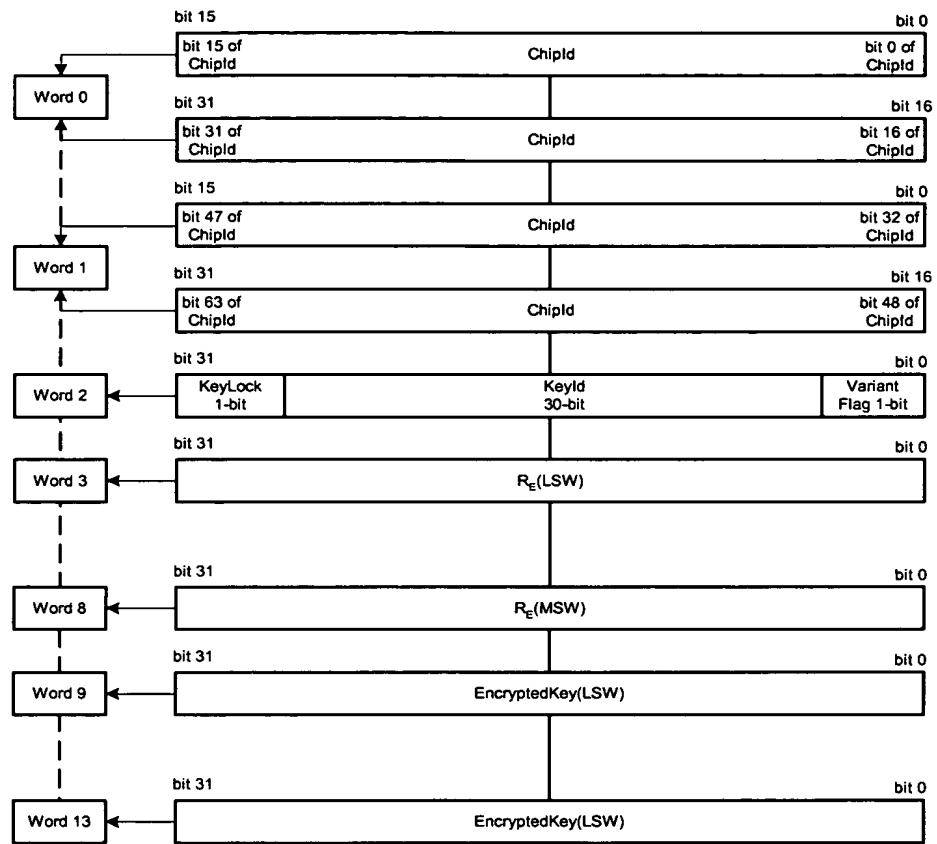 bit 15 bit 0
bit 15 of ChipId bit 0 of
ChipId ChipId
Word 0
bit 31 bit 16
bit 31 of ChipId bit 16 of
ChipId ChipId
bit 15 bit 0
bit 47 of ChipId bit 32 of
ChipId ChipId
Word 1
bit 31 bit 16
bit 63 of ChipId bit 48 of
ChipId ChipId
bit 31 bit 0
Word 2 KeyLock KeyId Variant
1-bit 30-bit Flag 1-bit
bit 31 bit 0
Word 3 RE(LSW)
bit 31 bit 0
Word 8 RE(MSW)
bit 31 bit 0
Word 9 EncryptedKey(LSW)
bit 31 bit 0
Word 13 EncryptedKey(LSW)